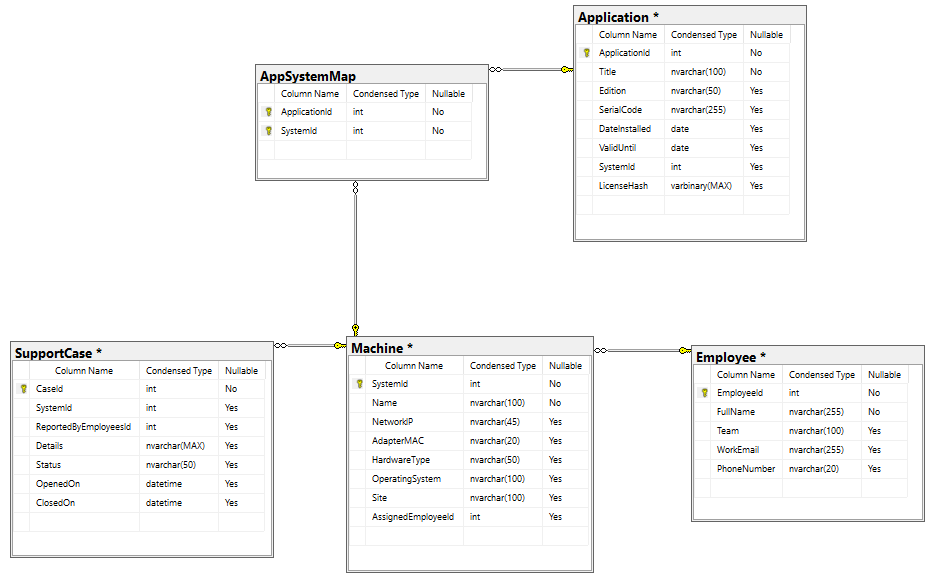 Application *
Column Name Condensed Type Nullable
ApplicationId int No
Title nvarchar(100) No
Edition nvarchar(50) Yes
SerialCode nvarchar(255) Yes
DateInstalled date Yes
ValidUntil date Yes
SystemId int Yes
LicenseHash varbinary(MAX) Yes
AppSystemMap
Column Name Condensed Type Nullable
ApplicationId int No
SystemId int No
SupportCase *
Column Name Condensed Type Nullable
CaseId int No
SystemId int Yes
ReportedByEmployeesId int Yes
Details nvarchar(MAX) Yes
Status nvarchar(50) Yes
OpenedOn datetime Yes
ClosedOn datetime Yes
Machine *
Column Name Condensed Type Nullable
SystemId int No
Name nvarchar(100) No
NetworkIP nvarchar(45) Yes
AdapterMAC nvarchar(20) Yes
HardwareType nvarchar(50) Yes
OperatingSystem nvarchar(100) Yes
Site nvarchar(100) Yes
AssignedEmployeeId int Yes
Employee *
Column Name Condensed Type Nullable
EmployeeId int No
FullName nvarchar(255) No
Team nvarchar(100) Yes
WorkEmail nvarchar(255) Yes
PhoneNumber nvarchar(20) Yes